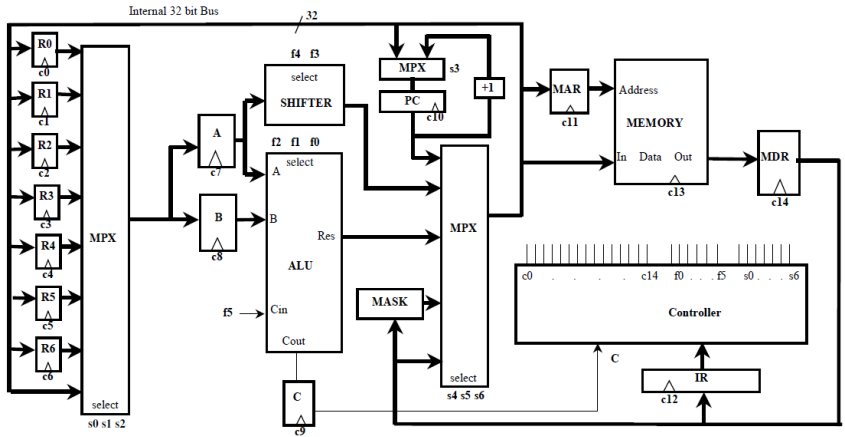 Internal 32 bit Bus
32
R0
c0
R1
c1
R2
c2
R3
c3
R4
c4
R5
c5
R6
c6
MPX
select
s0 s1 s2
A
c7
B
c8
f4 f3
select
SHIFTER
f2 f1 f0
select
A
B
Res
ALU
f5
Cin
Cout
C
c9
MPX
s3
PC
c10
+1
MPX
select
s4 s5 s6
MASK
MAR
c11
Address
MEMORY
In Data Out
c13
MDR
c14
c0 . . . . c14 f0 . . . f5 s0 . . . . s6
Controller
C
IR
c12